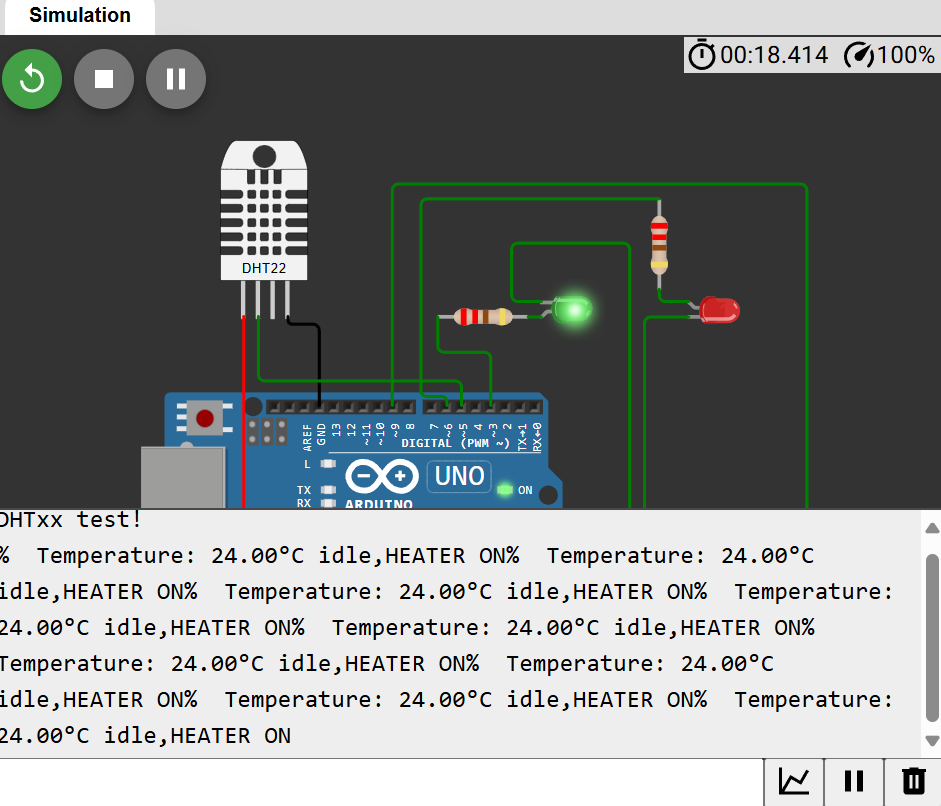 Simulation
00:18.414 100%
DHT22
AREF
GND
13
12
~11
~10
~9
8
7
~6
~5
4
~3
2
TX→1
RX←0
DIGITAL (PWM ~)
L
UNO
TX
ON
RX
ARDUINO
DHTxx test!
%  Temperature: 24.00°C idle,HEATER ON%  Temperature: 24.00°C
idle,HEATER ON%  Temperature: 24.00°C idle,HEATER ON%  Temperature:
24.00°C idle,HEATER ON%  Temperature: 24.00°C idle,HEATER ON%
Temperature: 24.00°C idle,HEATER ON%  Temperature: 24.00°C
idle,HEATER ON%  Temperature: 24.00°C idle,HEATER ON%  Temperature:
24.00°C idle,HEATER ON